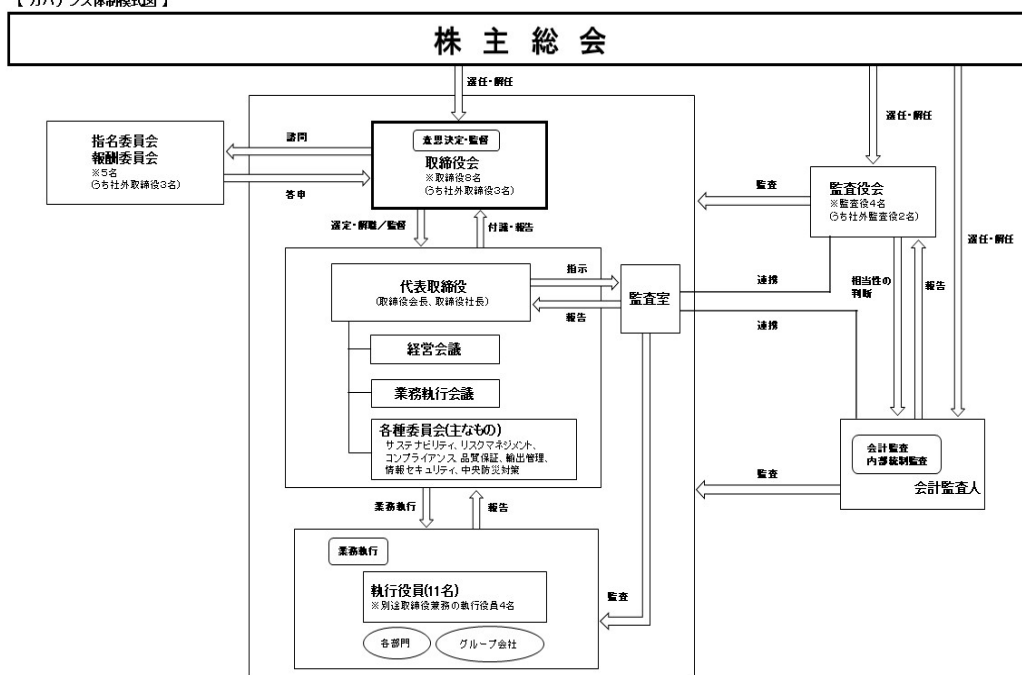 【 ガバナンス体制模式図 】
株主総会
選任・解任
選任・解任
選任・解任
指名委員会
報酬委員会
※5名
(うち社外取締役3名)
諮問
答申
意思決定・監督
取締役会
※取締役8名
(うち社外取締役3名)
監査
監査役会
※監査役4名
(うち社外監査役2名)
選定・解職／監督
付議・報告
代表取締役
(取締役会長、取締役社長)
指示
報告
監査室
連携
連携
相当性の
判断
報告
経営会議
業務執行会議
各種委員会(主なもの)
サステナビリティ、リスクマネジメント、
コンプライアンス、品質保証、輸出管理、
情報セキュリティ、中央防災対策
会計監査
内部統制監査
会計監査人
監査
業務執行
報告
業務執行
執行役員(11名)
※別途取締役兼務の執行役員4名
監査
各部門
グループ会社